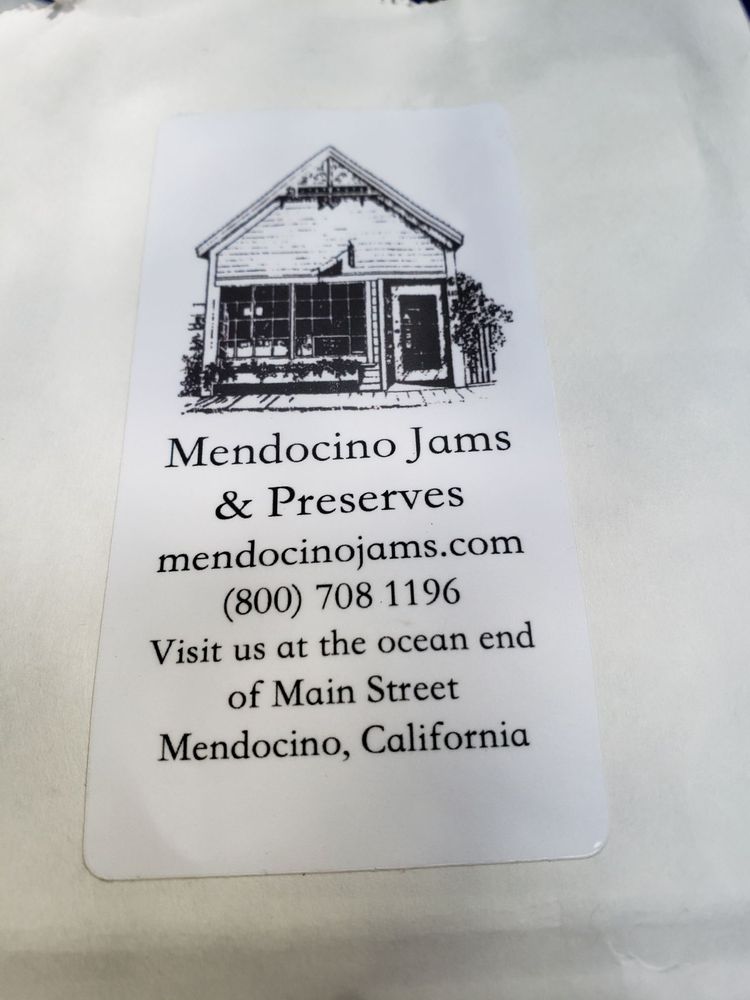 Mendocino Jams
& Preserves
mendocinojams.com
(800) 708 1196
Visit us at the ocean end
of Main Street
Mendocino, California